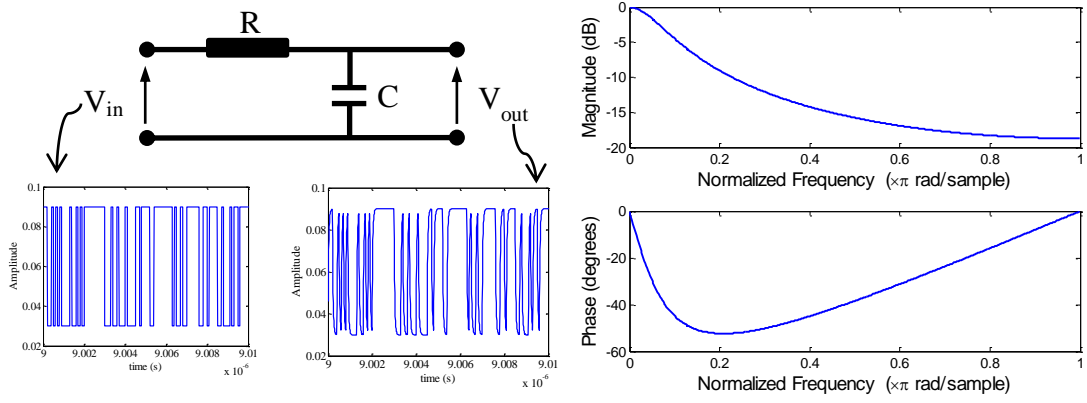 R
C
V_in
V_out
0.1
0.08
0.06
0.04
0.02
Amplitude
9 9.002 9.004 9.006 9.008 9.01
time (s)
x 10^-6
0.1
0.08
0.06
0.04
0.02
Amplitude
9 9.002 9.004 9.006 9.008 9.01
time (s)
x 10^-6
0
-5
-10
-15
-20
Magnitude (dB)
0 0.2 0.4 0.6 0.8 1
Normalized Frequency (×π rad/sample)
0
-20
-40
-60
Phase (degrees)
0 0.2 0.4 0.6 0.8 1
Normalized Frequency (×π rad/sample)